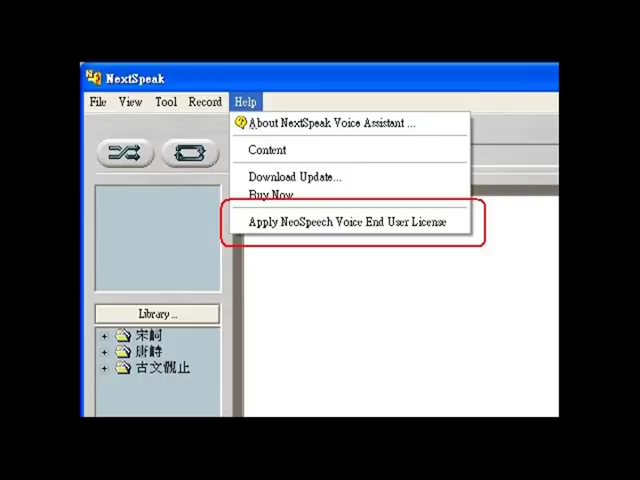 NextSpeak
File View Tool Record Help
About NextSpeak Voice Assistant ...
Content
Download Update...
Buy Now
Apply NeoSpeech Voice End User License
Library ...
宋詞
唐詩
古文觀止